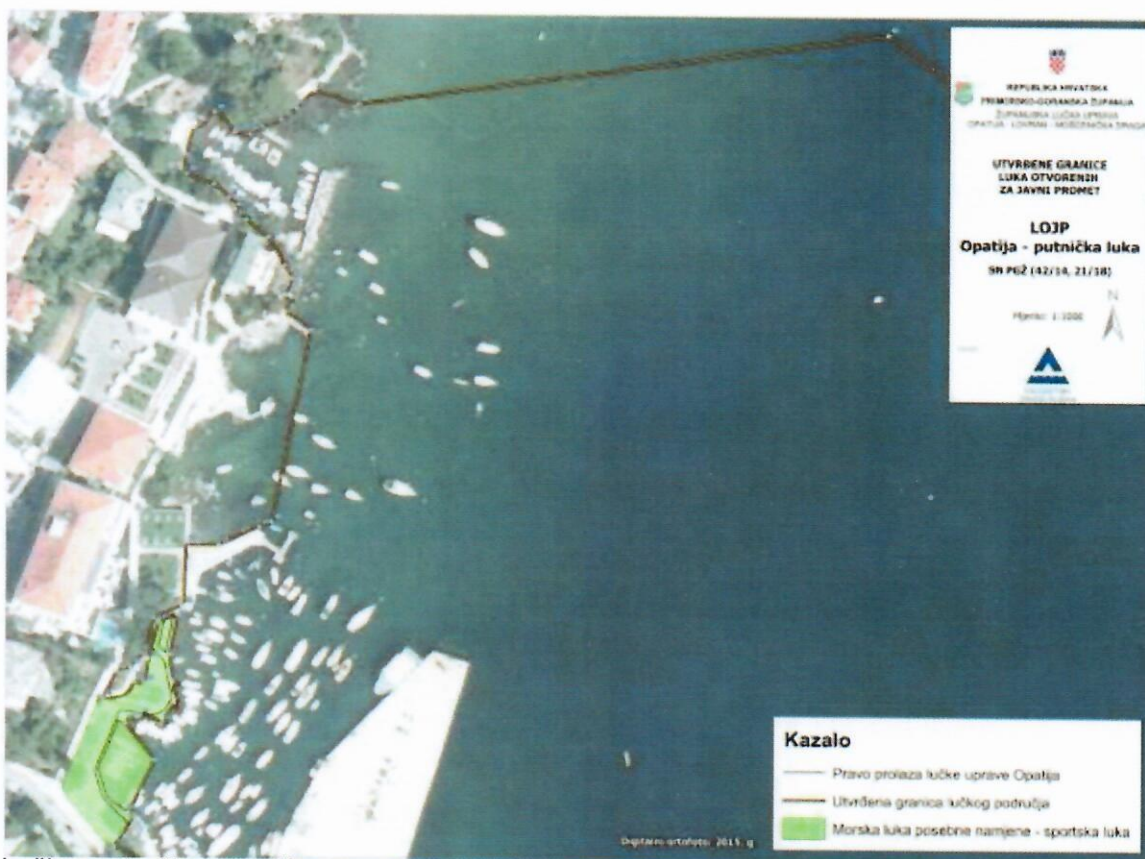 REPUBLIKA HRVATSKA
PRIMORSKO-GORANSKA ŽUPANIJA
ŽUPANIJSKA LUČKA UPRAVA
OPATIJA - LOVRAN - MOŠĆENIČKA DRAGA
UTVRĐENE GRANICE
LUKA OTVORENIH
ZA JAVNI PROMET
LOJP
Opatija - putnička luka
SN PGŽ (42/14, 21/18)
N
Mjerilo: 1:1000
Kazalo
Pravo prolaza lučke uprave Opatija
Utvrđena granica lučkog područja
Morska luka posebne namjene - sportska luka
Digitalni ortofoto: 2015. g